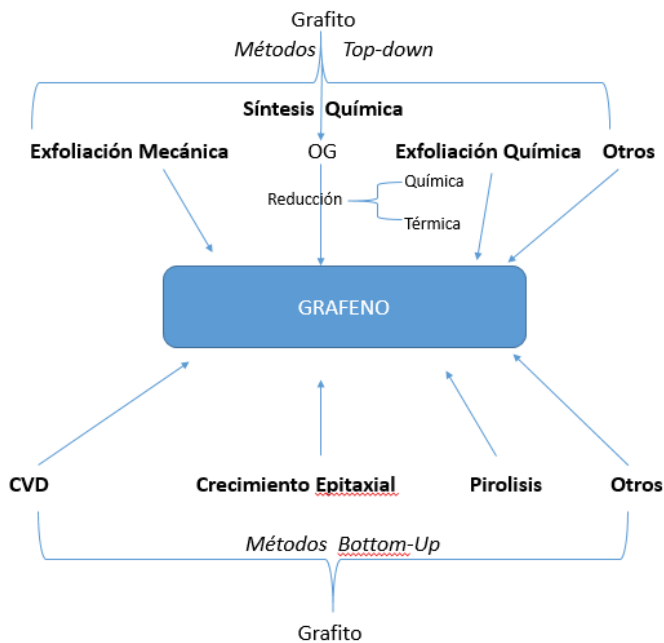 Grafito
Métodos Top-down
Síntesis Química
Exfoliación Mecánica OG Exfoliación Química Otros
Química
Reducción
Térmica
GRAFENO
CVD Crecimiento Epitaxial Pirolisis Otros
Métodos Bottom-Up
Grafito